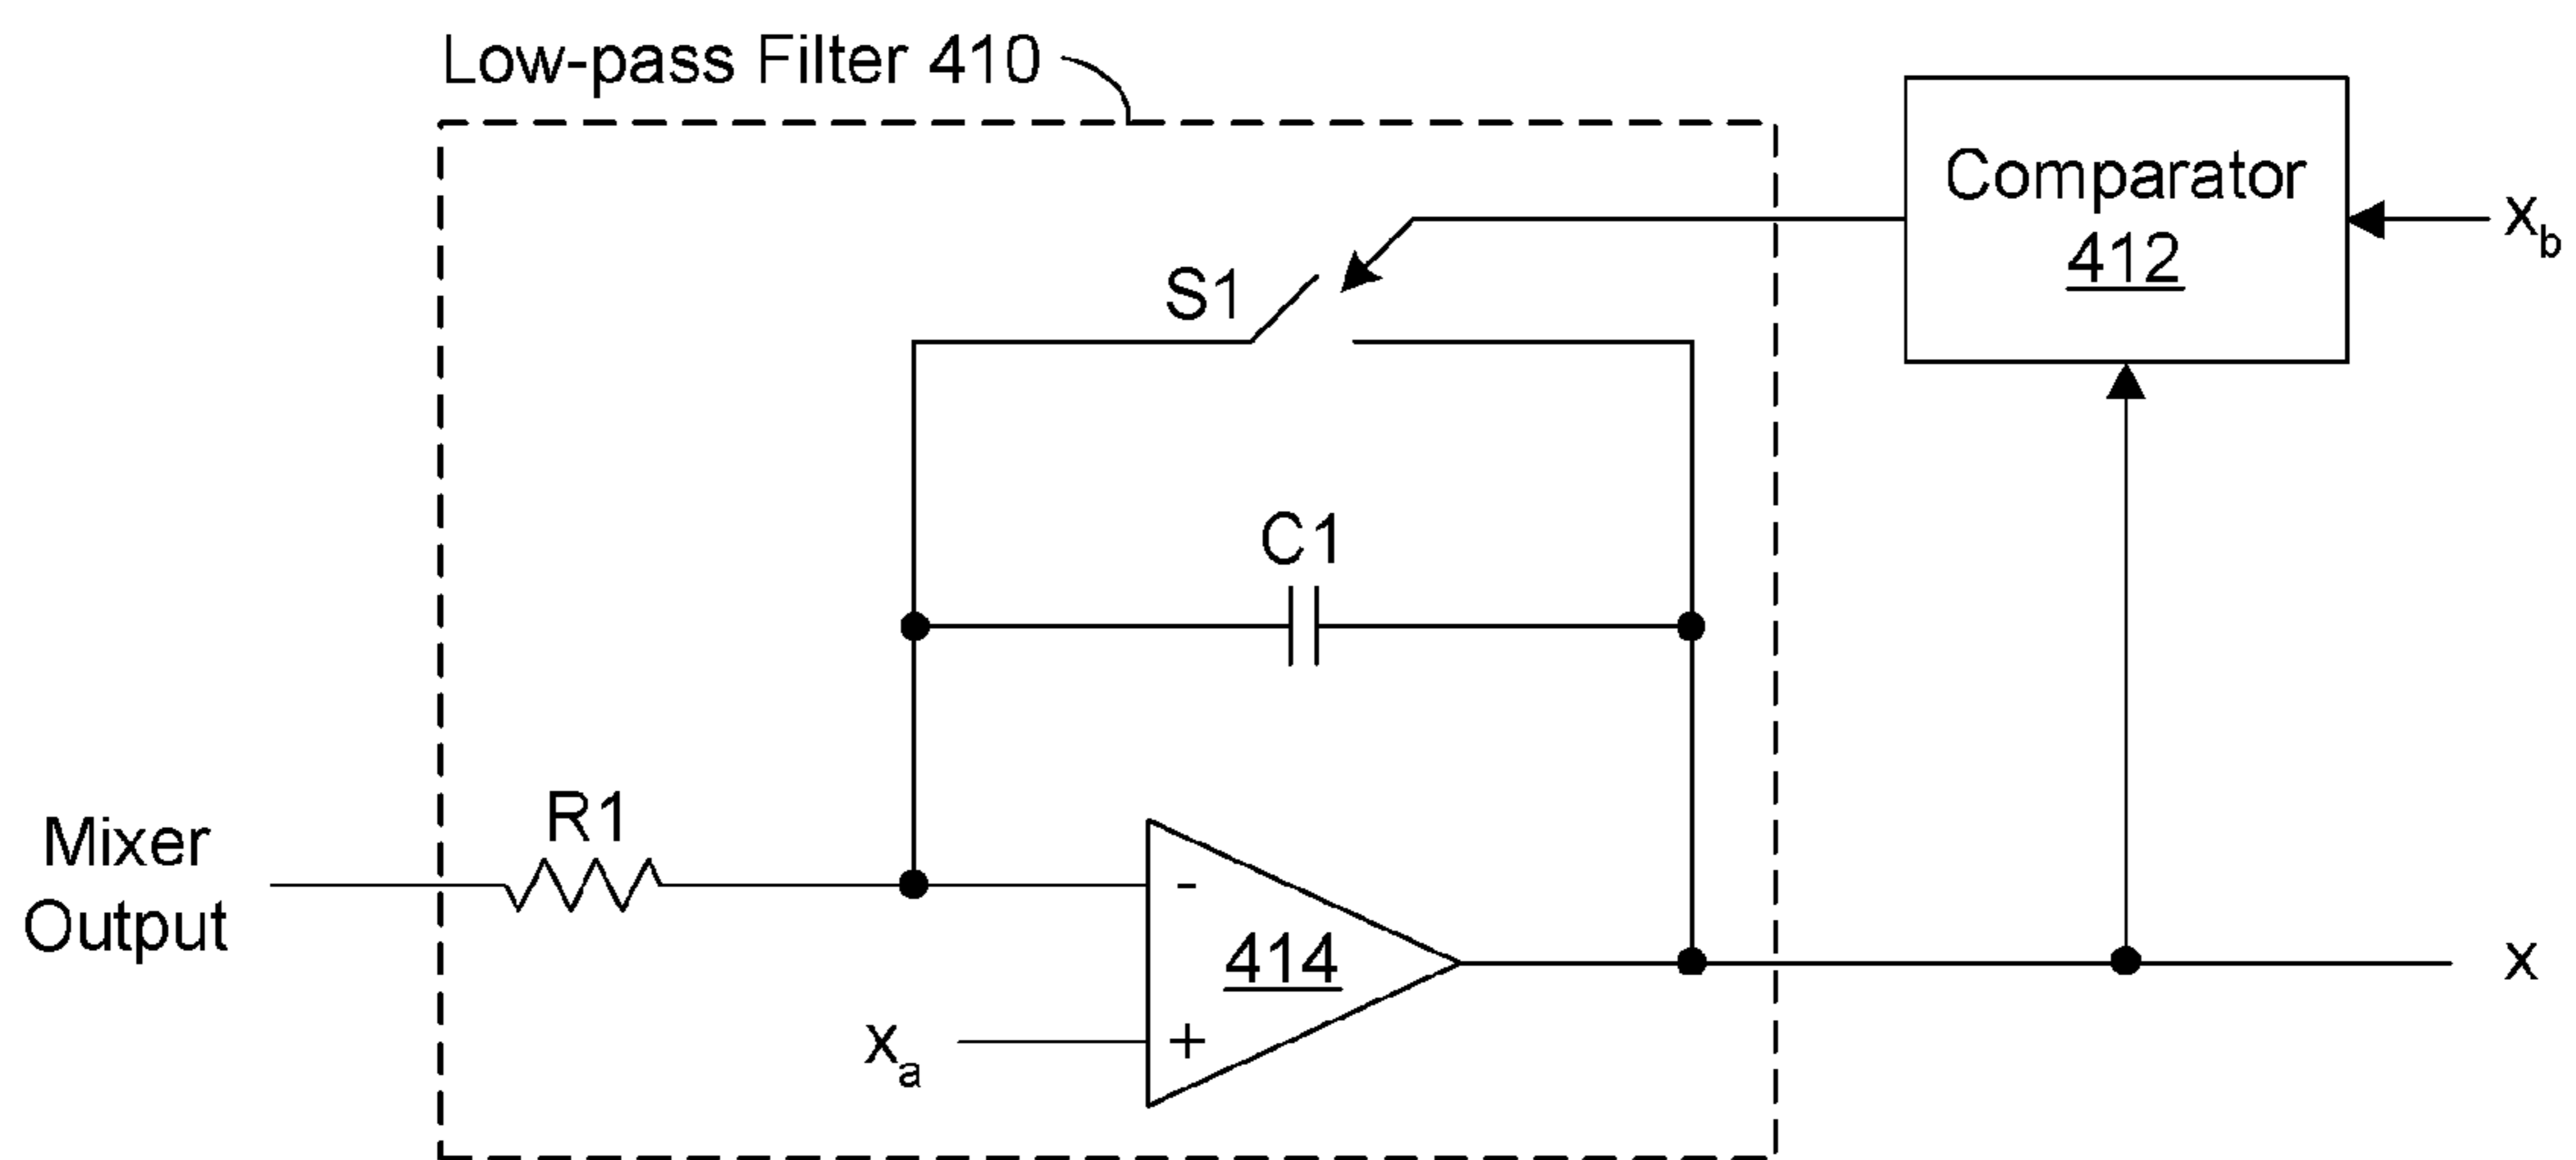 Low-pass Filter 410
Comparator
412
xb
S1
C1
R1
Mixer
Output
-
414
+
xa
x